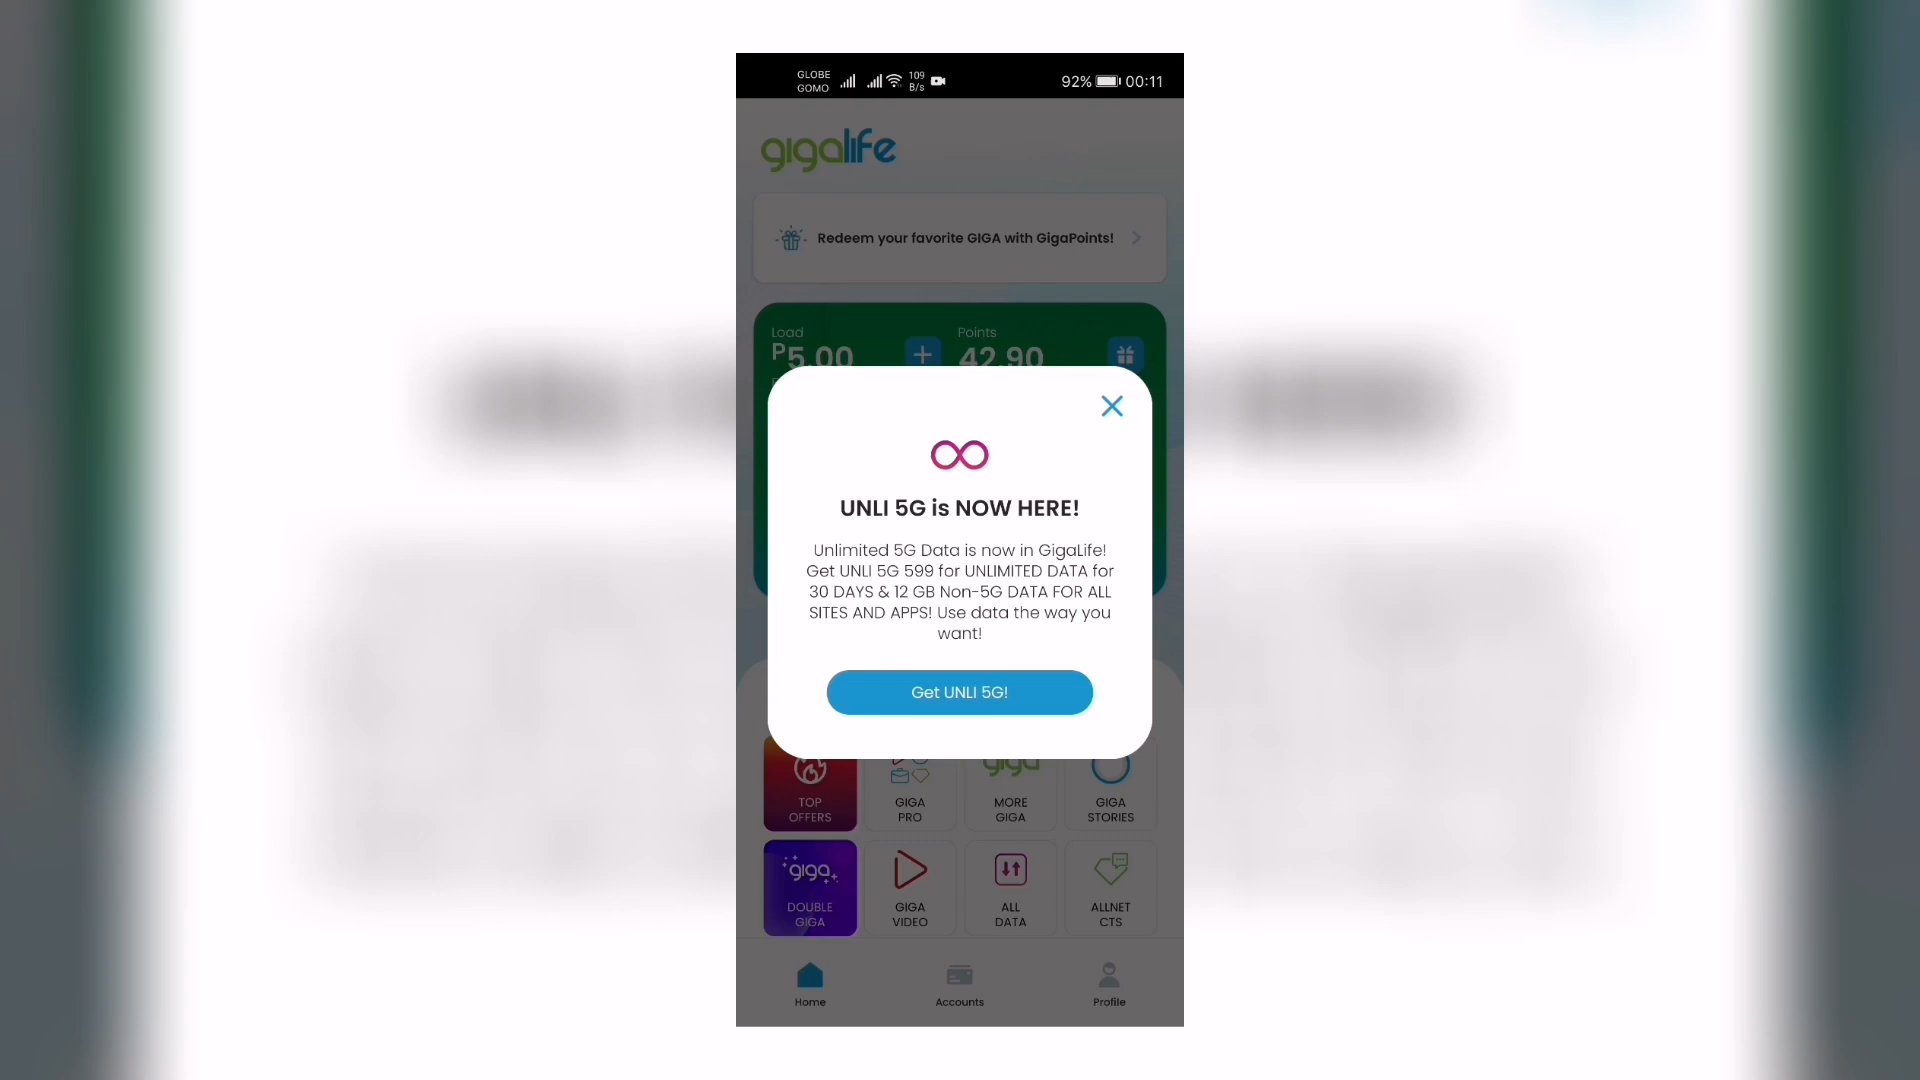 GLOBE
GOMO
109
B/s
92%
00:11
gigalife
Redeem your favorite GIGA with GigaPoints!
Load
Points
₱5.00
42.90
UNLI 5G is NOW HERE!
Unlimited 5G Data is now in GigaLife!
Get UNLI 5G 599 for UNLIMITED DATA for
30 DAYS & 12 GB Non-5G DATA FOR ALL
SITES AND APPS! Use data the way you
want!
Get UNLI 5G!
giga
TOP
OFFERS
GIGA
PRO
MORE
GIGA
GIGA
STORIES
giga
DOUBLE
GIGA
GIGA
VIDEO
ALL
DATA
ALLNET
CTS
Home
Accounts
Profile